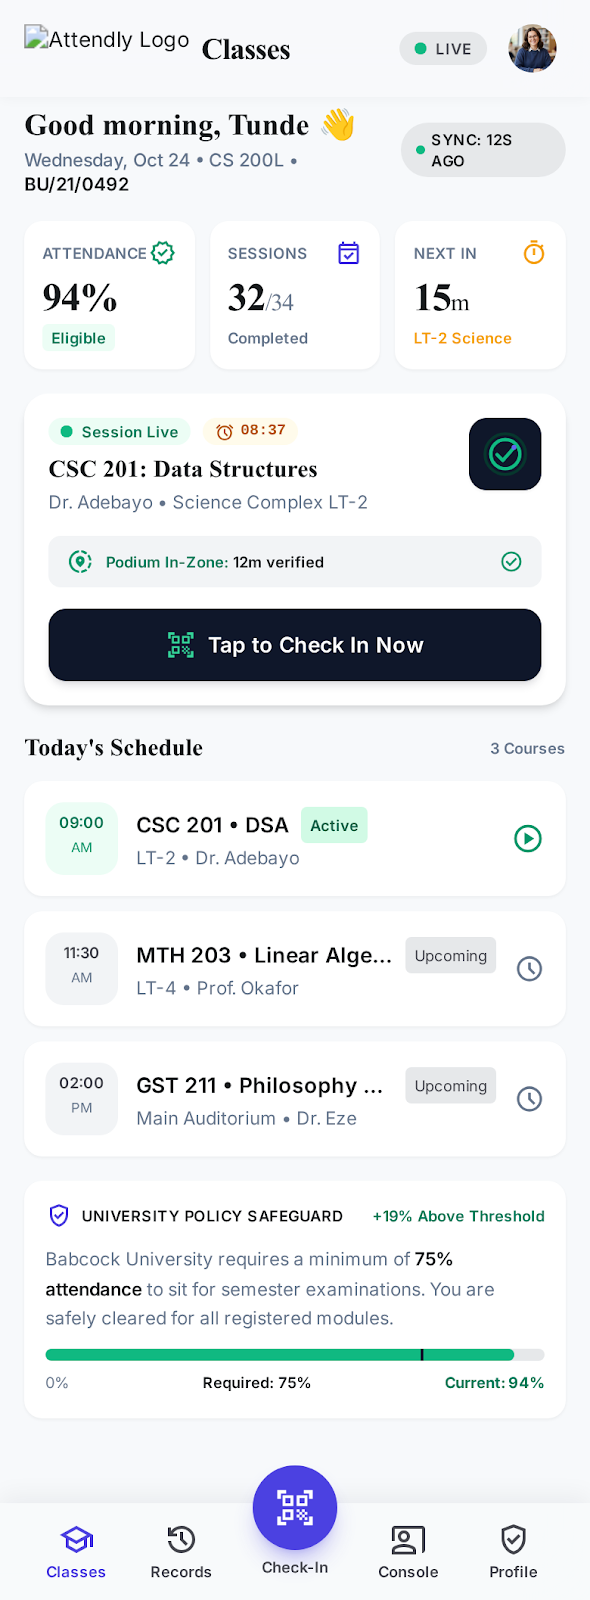 Attendly Logo
Classes
LIVE
Good morning, Tunde 👋
Wednesday, Oct 24 • CS 200L •
BU/21/0492
SYNC: 12S
AGO
ATTENDANCE
94%
Eligible
SESSIONS
32/34
Completed
NEXT IN
15m
LT-2 Science
Session Live
08:37
CSC 201: Data Structures
Dr. Adebayo • Science Complex LT-2
Podium In-Zone: 12m verified
Tap to Check In Now
Today's Schedule
3 Courses
09:00
AM
CSC 201 • DSA
Active
LT-2 • Dr. Adebayo
11:30
AM
MTH 203 • Linear Alge...
Upcoming
LT-4 • Prof. Okafor
02:00
PM
GST 211 • Philosophy ...
Upcoming
Main Auditorium • Dr. Eze
UNIVERSITY POLICY SAFEGUARD
+19% Above Threshold
Babcock University requires a minimum of 75%
attendance to sit for semester examinations. You are
safely cleared for all registered modules.
0%
Required: 75%
Current: 94%
Classes
Records
Check-In
Console
Profile